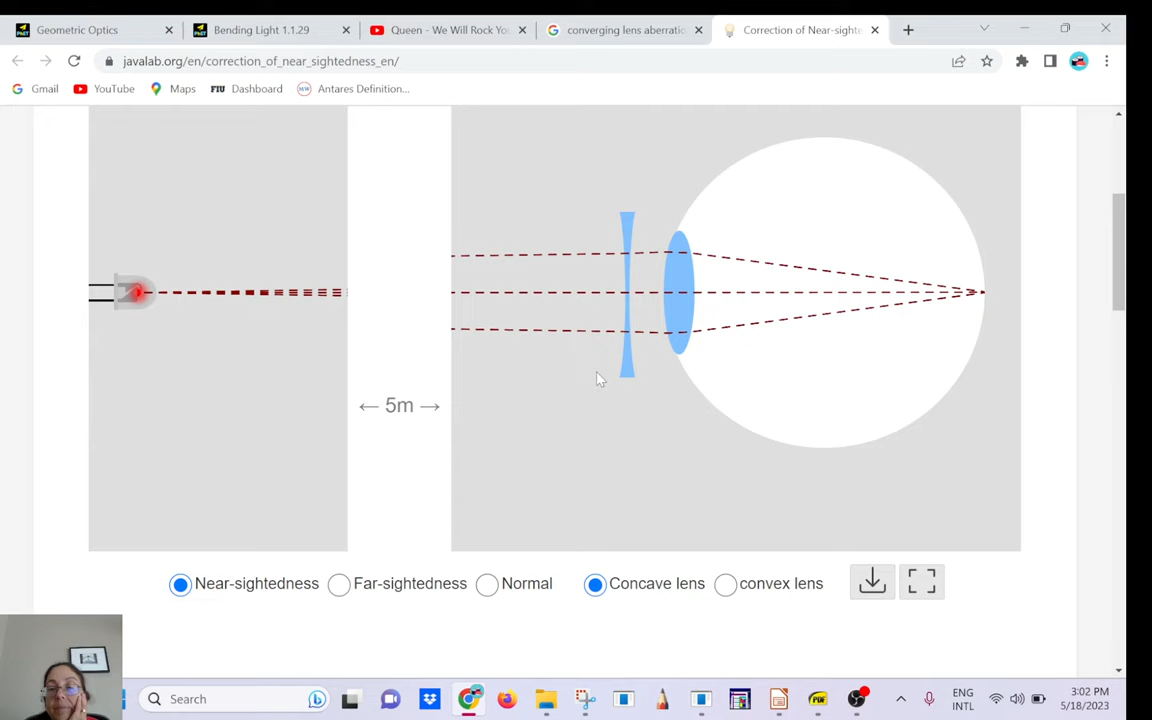 Geometric Optics
Bending Light 1.1.29
Queen - We Will Rock Yo
converging lens aberratio
Correction of Near-sighte
javalab.org/en/correction_of_near_sightedness_en/
Gmail
YouTube
Maps
FIU Dashboard
MW Antares Definition...
← 5m →
Near-sightedness Far-sightedness Normal Concave lens convex lens
Search
ENG
INTL
3:02 PM
5/18/2023